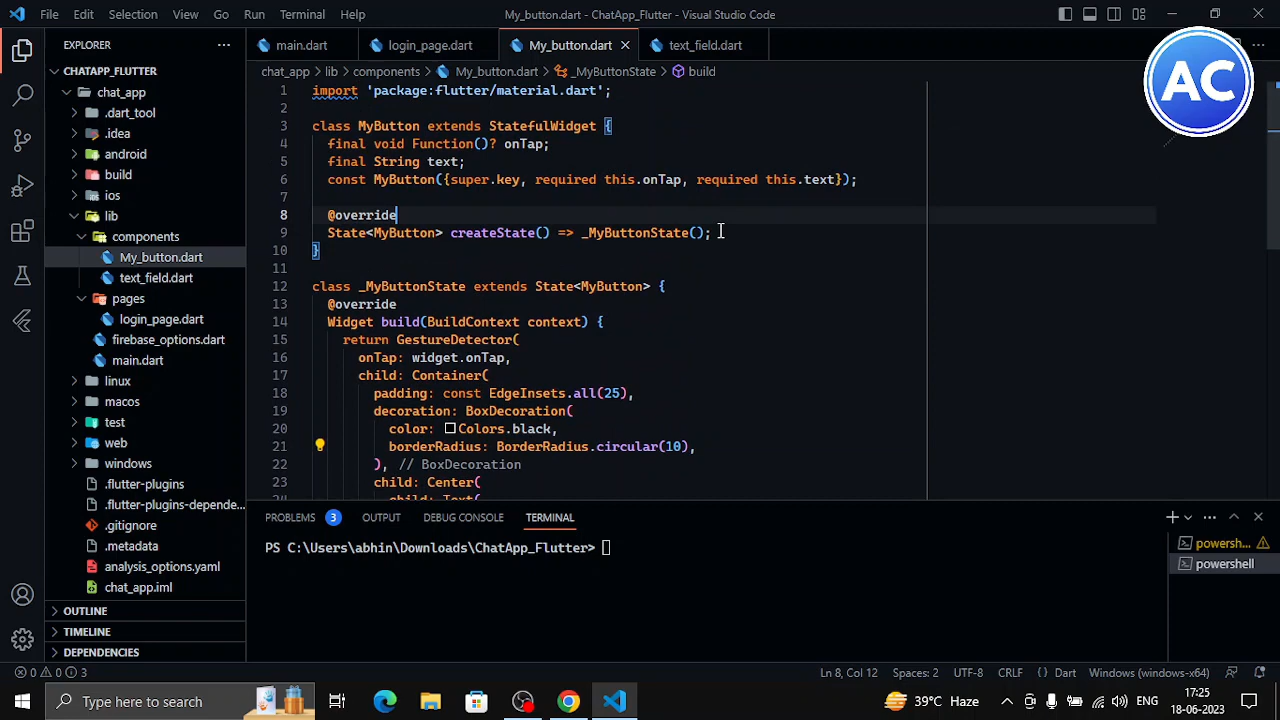 File Edit Selection View Go Run Terminal Help
My_button.dart - ChatApp_Flutter - Visual Studio Code
EXPLORER
main.dart
login_page.dart
My_button.dart
text_field.dart
AC
CHATAPP_FLUTTER
chat_app
.dart_tool
.idea
android
build
ios
lib
components
My_button.dart
text_field.dart
pages
login_page.dart
firebase_options.dart
main.dart
linux
macos
test
web
windows
.flutter-plugins
.flutter-plugins-depende...
.gitignore
.metadata
analysis_options.yaml
chat_app.iml
OUTLINE
TIMELINE
DEPENDENCIES
chat_app > lib > components > My_button.dart > _MyButtonState > build
1 import 'package:flutter/material.dart';
2
3 class MyButton extends StatefulWidget {
4 final void Function()? onTap;
5 final String text;
6 const MyButton({super.key, required this.onTap, required this.text});
7
8 @override
9 State<MyButton> createState() => _MyButtonState();
10 }
11
12 class _MyButtonState extends State<MyButton> {
13 @override
14 Widget build(BuildContext context) {
15 return GestureDetector(
16 onTap: widget.onTap,
17 child: Container(
18 padding: const EdgeInsets.all(25),
19 decoration: BoxDecoration(
20 color: Colors.black,
21 borderRadius: BorderRadius.circular(10),
22 ), // BoxDecoration
23 child: Center(
24 child: Text(
PROBLEMS 3 OUTPUT DEBUG CONSOLE TERMINAL
PS C:\Users\abhin\Downloads\ChatApp_Flutter>
powersh...
powershell
0 0 3
Ln 8, Col 12 Spaces: 2 UTF-8 CRLF Dart Windows (windows-x64)
Type here to search
39°C Haze
ENG
17:25
18-06-2023